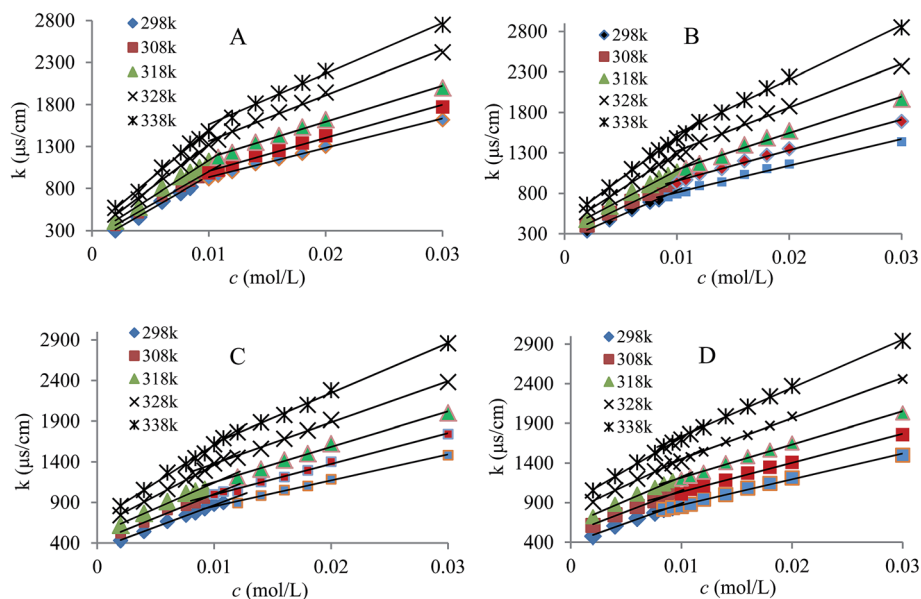 A
2800
2300
1800
1300
800
300
k (µs/cm)
298k
308k
318k
328k
338k
0 0.01 0.02 0.03
c (mol/L)
B
2800
2300
1800
1300
800
300
k (µs/cm)
298k
308k
318k
328k
338k
0 0.01 0.02 0.03
c (mol/L)
C
2900
2400
1900
1400
900
400
k (µs/cm)
298k
308k
318k
328k
338k
0 0.01 0.02 0.03
c (mol/L)
D
2900
2400
1900
1400
900
400
k (µs/cm)
298k
308k
318k
328k
338k
0 0.01 0.02 0.03
c (mol/L)